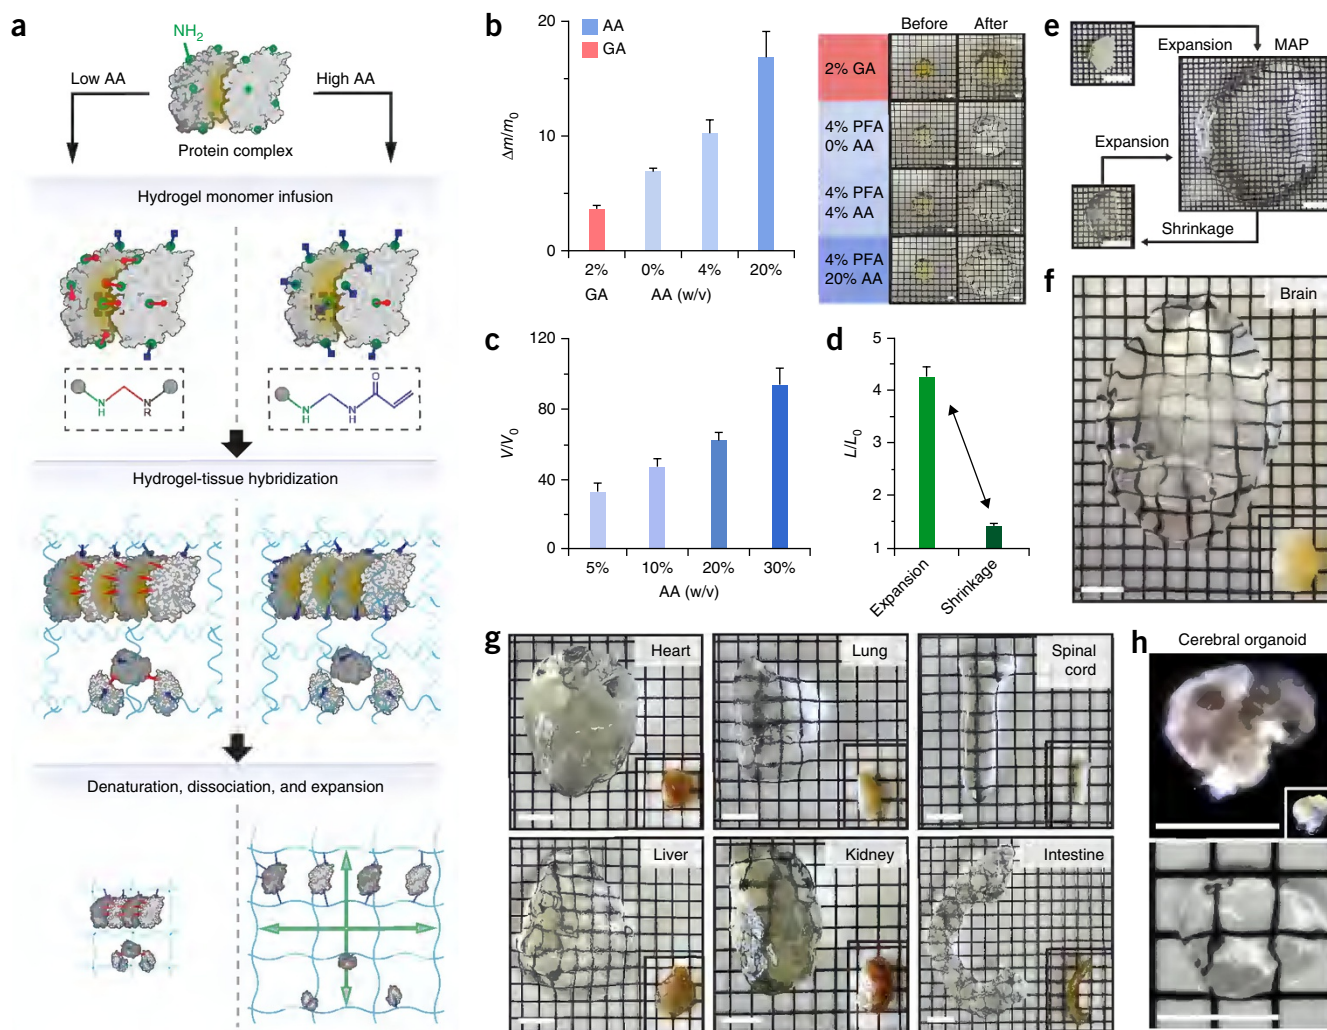 a
NH2
Low AA
High AA
Protein complex
Hydrogel monomer infusion
N
H
N
R
O
N
H
N
H
Hydrogel-tissue hybridization
Denaturation, dissociation, and expansion
b
20
10
0
Δm/m0
AA
GA
2%
0%
4%
20%
GA
AA (w/v)
Before
After
2% GA
4% PFA
0% AA
4% PFA
4% AA
4% PFA
20% AA
c
120
80
40
0
V/V0
5%
10%
20%
30%
AA (w/v)
d
5
4
3
2
1
L/L0
Expansion
Shrinkage
e
Expansion
MAP
Expansion
Shrinkage
f
Brain
g
Heart
Lung
Spinal
cord
Liver
Kidney
Intestine
h
Cerebral organoid